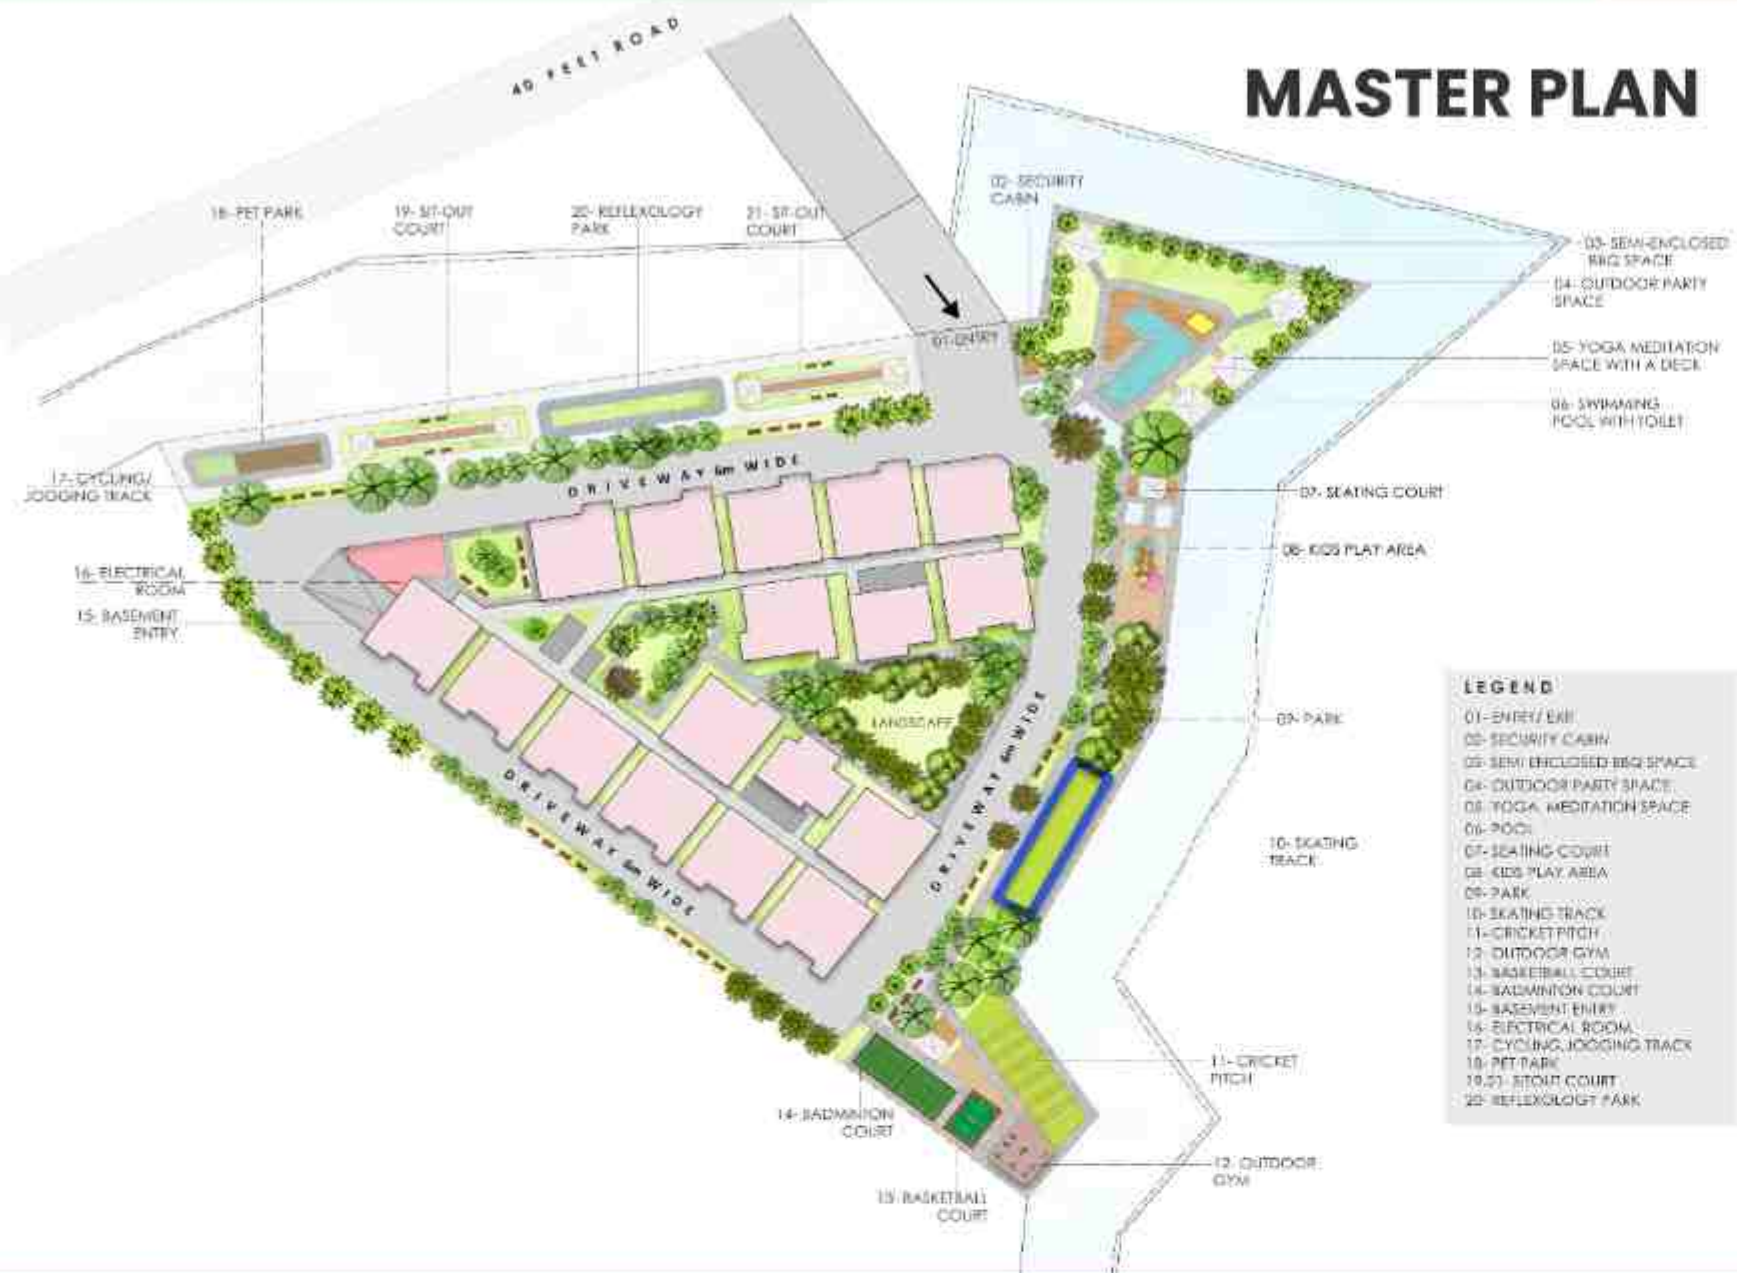 40 FEET ROAD
MASTER PLAN
02- SECURITY
CABIN
18- PET PARK
19- SIT-OUT
COURT
20- REFLEXOLOGY
PARK
21- SIT-OUT
COURT
03- SEMI-ENCLOSED
BBQ SPACE
04- OUTDOOR PARTY
SPACE
01-ENTRY
05- YOGA MEDITATION
SPACE WITH A DECK
06- SWIMMING
POOL WITH TOILET
17- CYCLING/
JOGGING TRACK
DRIVEWAY 6m WIDE
07- SEATING COURT
08- KIDS PLAY AREA
16- ELECTRICAL
ROOM
15- BASEMENT
ENTRY
LANDSCAPE
09- PARK
DRIVEWAY 6m WIDE
DRIVEWAY 6m WIDE
10- SKATING
TRACK
11- CRICKET
PITCH
14- BADMINTON
COURT
12- OUTDOOR
GYM
13- BASKETBALL
COURT
LEGEND
01- ENTRY/ EXIT
02- SECURITY CABIN
03- SEMI ENCLOSED BBQ SPACE
04- OUTDOOR PARTY SPACE
05- YOGA, MEDITATION SPACE
06- POOL
07- SEATING COURT
08- KIDS PLAY AREA
09- PARK
10- SKATING TRACK
11- CRICKET PITCH
12- OUTDOOR GYM
13- BASKETBALL COURT
14- BADMINTON COURT
15- BASEMENT ENTRY
16- ELECTRICAL ROOM
17- CYCLING, JOGGING TRACK
18- PET PARK
19,21- SITOUT COURT
20- REFLEXOLOGY PARK